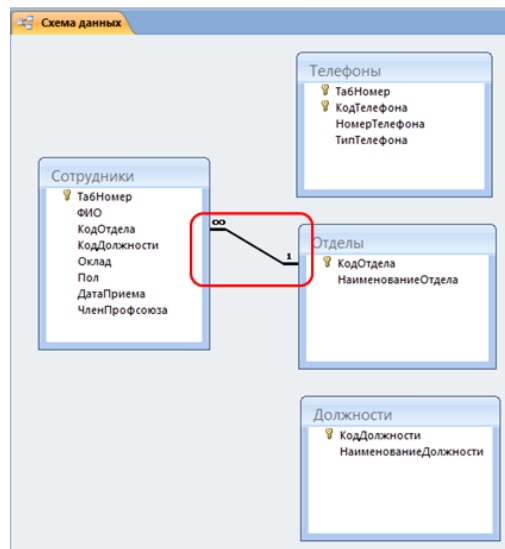 Схема данных
Телефоны
ТабНомер
КодТелефона
НомерТелефона
ТипТелефона
Сотрудники
ТабНомер
ФИО
КодОтдела
КодДолжности
Оклад
Пол
ДатаПриема
ЧленПрофсоюза
∞
1
Отделы
КодОтдела
НаименованиеОтдела
Должности
КодДолжности
НаименованиеДолжности